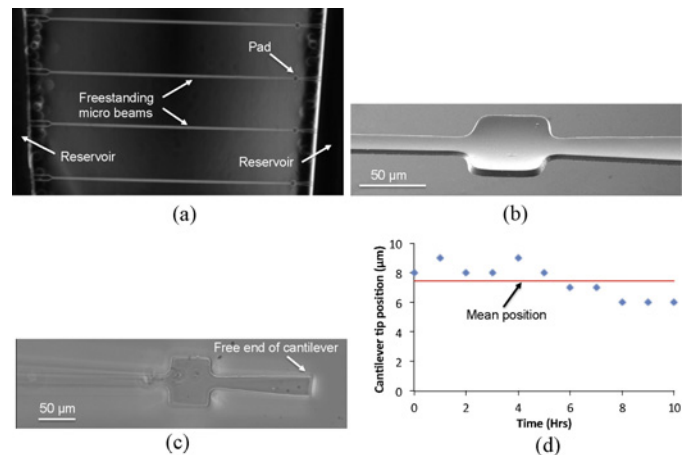 Pad
Freestanding
micro beams
Reservoir
Reservoir
(a)
50 µm
(b)
Free end of cantilever
50 µm
(c)
Cantilever tip position (µm)
10
8
6
4
2
0
Mean position
0 2 4 6 8 10
Time (Hrs)
(d)